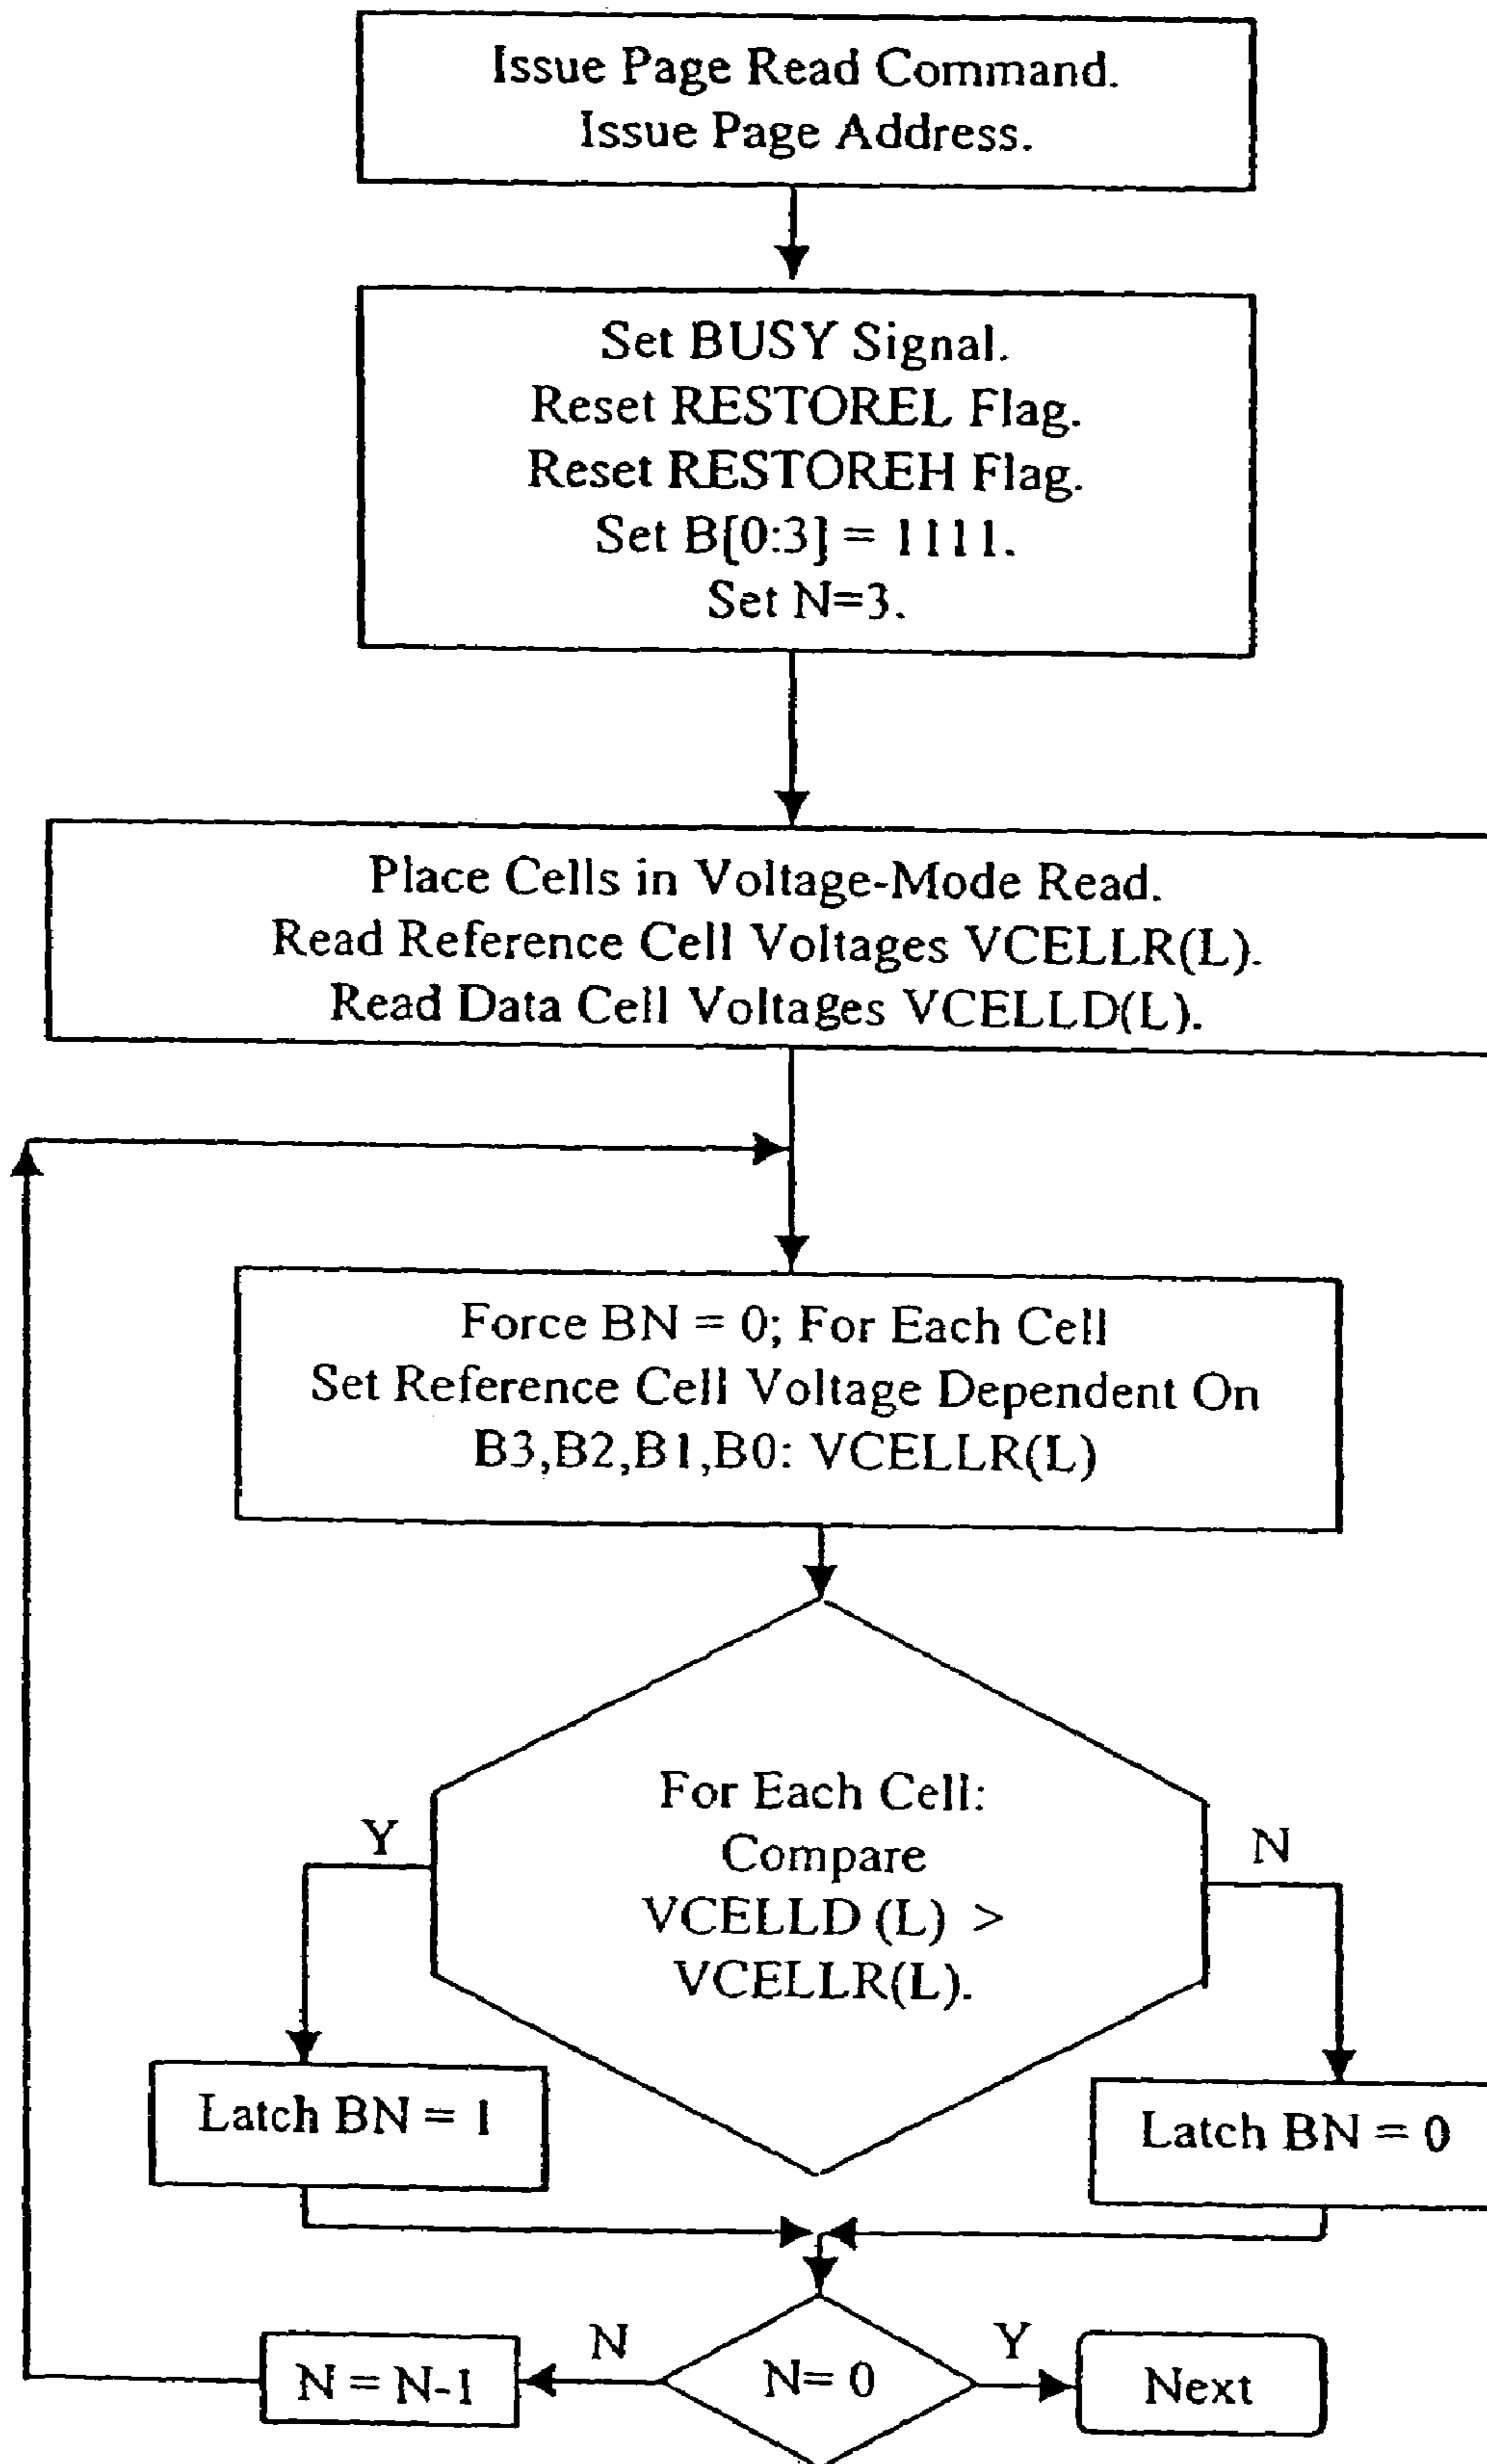 Issue Page Read Command.
Issue Page Address.
Set BUSY Signal.
Reset RESTOREL Flag.
Reset RESTOREH Flag.
Set B[0:3] = 1111.
Set N=3.
Place Cells in Voltage-Mode Read.
Read Reference Cell Voltages VCELLR(L).
Read Data Cell Voltages VCELLD(L).
Force BN = 0; For Each Cell
Set Reference Cell Voltage Dependent On
B3,B2,B1,B0: VCELLR(L)
For Each Cell:
Compare
VCELLD (L) >
VCELLR(L).
Y
N
Latch BN = 1
Latch BN = 0
N = N-1
N
N= 0
Y
Next